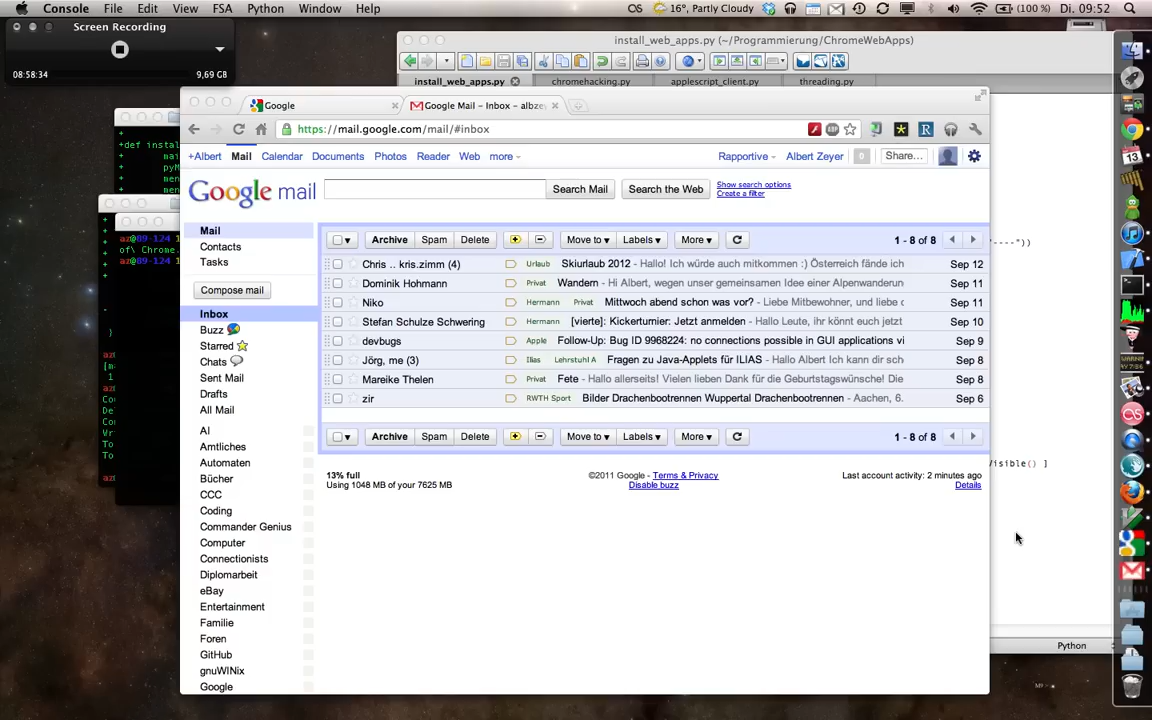 Console File Edit View FSA Python Window Help
16°, Partly Cloudy (100 %) Di. 09:52
Screen Recording
08:58:34 9,69 GB
install_web_apps.py (~/Programmierung/ChromeWebApps)
install_web_apps.py chromehacking.py applescript_client.py threading.py
Google
Google Mail – Inbox – albze
https://mail.google.com/mail/#inbox
+Albert Mail Calendar Documents Photos Reader Web more
Rapportive Albert Zeyer 0 Share...
Google mail
Search Mail Search the Web
Show search options
Create a filter
Mail
Contacts
Tasks
Compose mail
Inbox
Buzz
Starred
Chats
Sent Mail
Drafts
All Mail
AI
Amtliches
Automaten
Bücher
CCC
Coding
Commander Genius
Computer
Connectionists
Diplomarbeit
eBay
Entertainment
Familie
Foren
GitHub
gnuWINix
Google
Archive Spam Delete Move to Labels More 1 - 8 of 8
Chris .. kris.zimm (4) Urlaub Skiurlaub 2012 - Hallo! Ich würde auch mitkommen :) Österreich fände ich Sep 12
Dominik Hohmann Privat Wandern - Hi Albert, wegen unser gemeinsamen Idee einer Alpenwanderun Sep 11
Niko Hermann Privat Mittwoch abend schon was vor? - Liebe Mitbewohner, und liebe Sep 11
Stefan Schulze Schwering Hermann [vierte]: Kickerturnier: Jetzt anmelden - Hallo Leute, ihr könnt euch jetzt Sep 10
devbugs Apple Follow-Up: Bug ID 9968224: no connections possible in GUI applications vi Sep 9
Jörg, me (3) Ilias Lehrstuhl A Fragen zu Java-Applets für ILIAS - Hallo Albert Ich kann dir sch Sep 8
Mareike Thelen Privat Fete - Hallo allerseits! Vielen lieben Dank für die Geburtstagswünsche! Die Sep 8
zir RWTH Sport Bilder Drachenbootrennen Wuppertal Drachenbootrennen - Aachen, 6. Sep 6
Archive Spam Delete Move to Labels More 1 - 8 of 8
13% full
Using 1048 MB of your 7625 MB
©2011 Google - Terms & Privacy
Disable buzz
Last account activity: 2 minutes ago
Details
Python